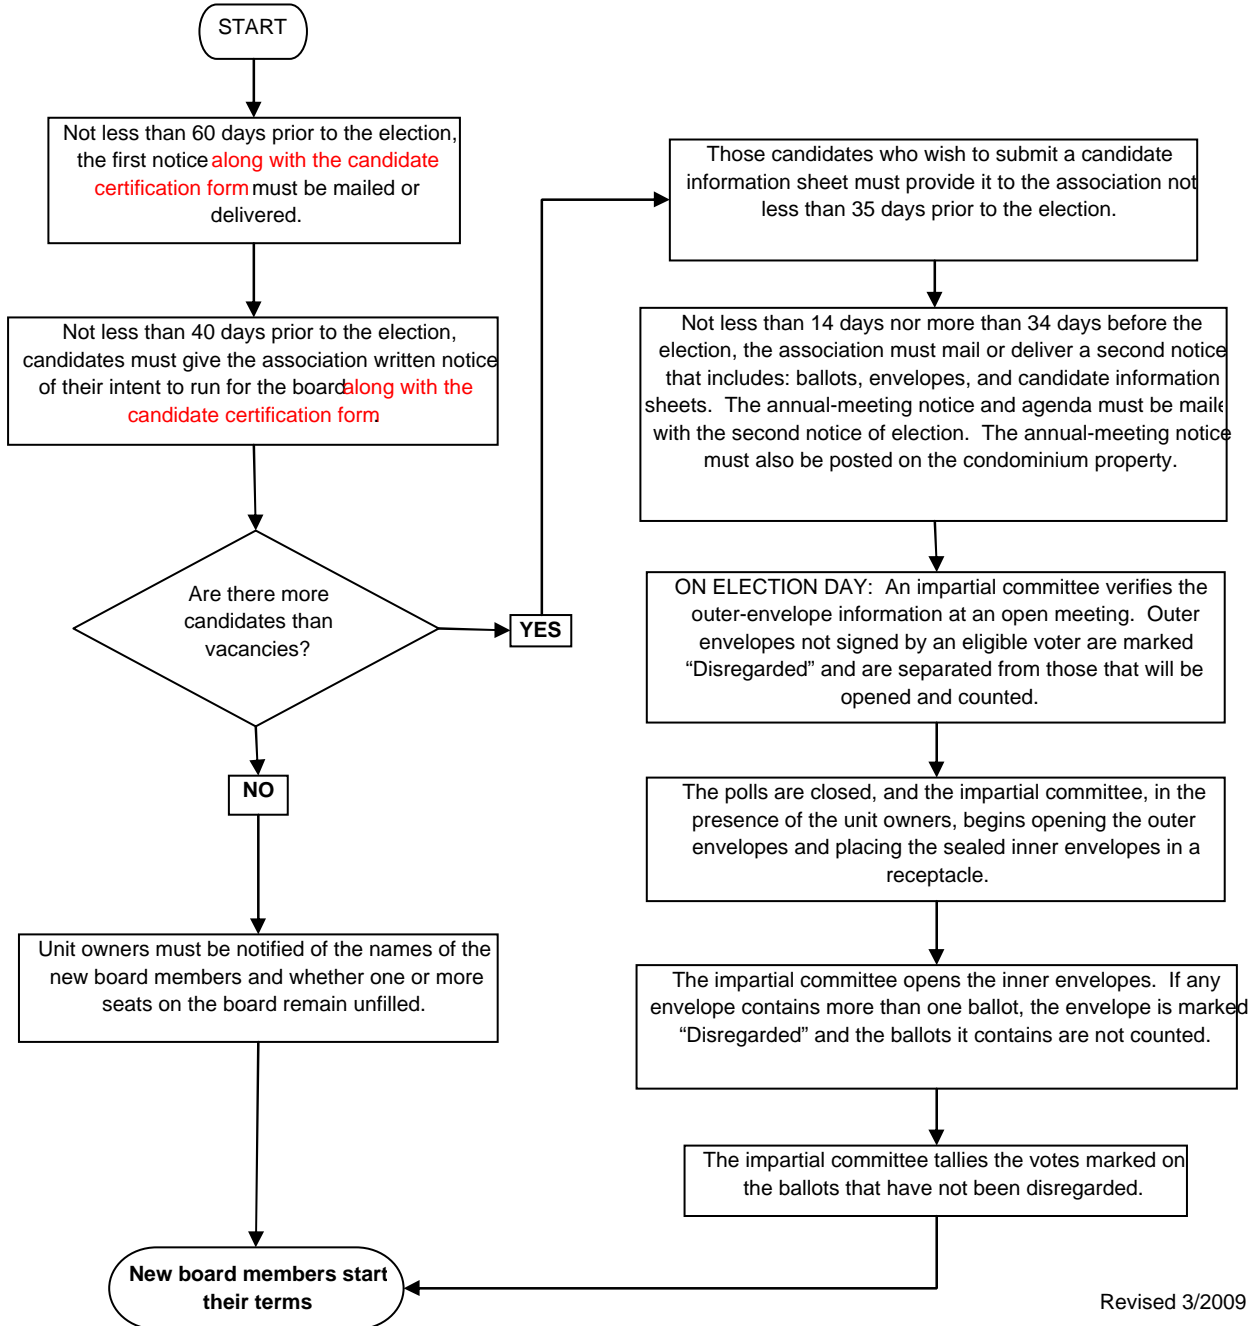 START
Not less than 60 days prior to the election,
the first notice along with the candidate
certification form must be mailed or
delivered.
Not less than 40 days prior to the election,
candidates must give the association written notice
of their intent to run for the board along with the
candidate certification form.
Are there more
candidates than
vacancies?
YES
NO
Unit owners must be notified of the names of the
new board members and whether one or more
seats on the board remain unfilled.
Those candidates who wish to submit a candidate
information sheet must provide it to the association not
less than 35 days prior to the election.
Not less than 14 days nor more than 34 days before the
election, the association must mail or deliver a second notice
that includes: ballots, envelopes, and candidate information
sheets. The annual-meeting notice and agenda must be maile
with the second notice of election. The annual-meeting notice
must also be posted on the condominium property.
ON ELECTION DAY: An impartial committee verifies the
outer-envelope information at an open meeting. Outer
envelopes not signed by an eligible voter are marked
“Disregarded” and are separated from those that will be
opened and counted.
The polls are closed, and the impartial committee, in the
presence of the unit owners, begins opening the outer
envelopes and placing the sealed inner envelopes in a
receptacle.
The impartial committee opens the inner envelopes. If any
envelope contains more than one ballot, the envelope is marked
“Disregarded” and the ballots it contains are not counted.
The impartial committee tallies the votes marked on
the ballots that have not been disregarded.
New board members start
their terms
Revised 3/2009